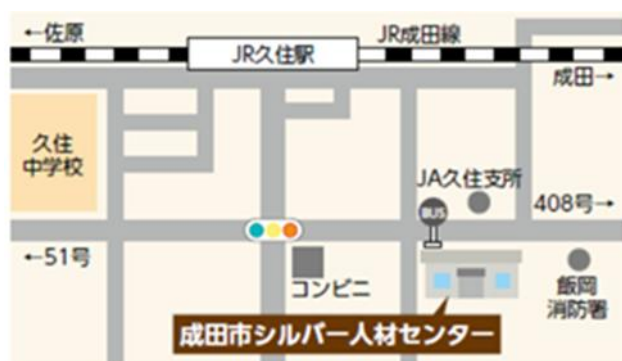 ←佐原
JR成田線
JR久住駅
成田→
久住
中学校
JA久住支所
408号→
BUS
←51号
コンビニ
飯岡
消防署
成田市シルバー人材センター